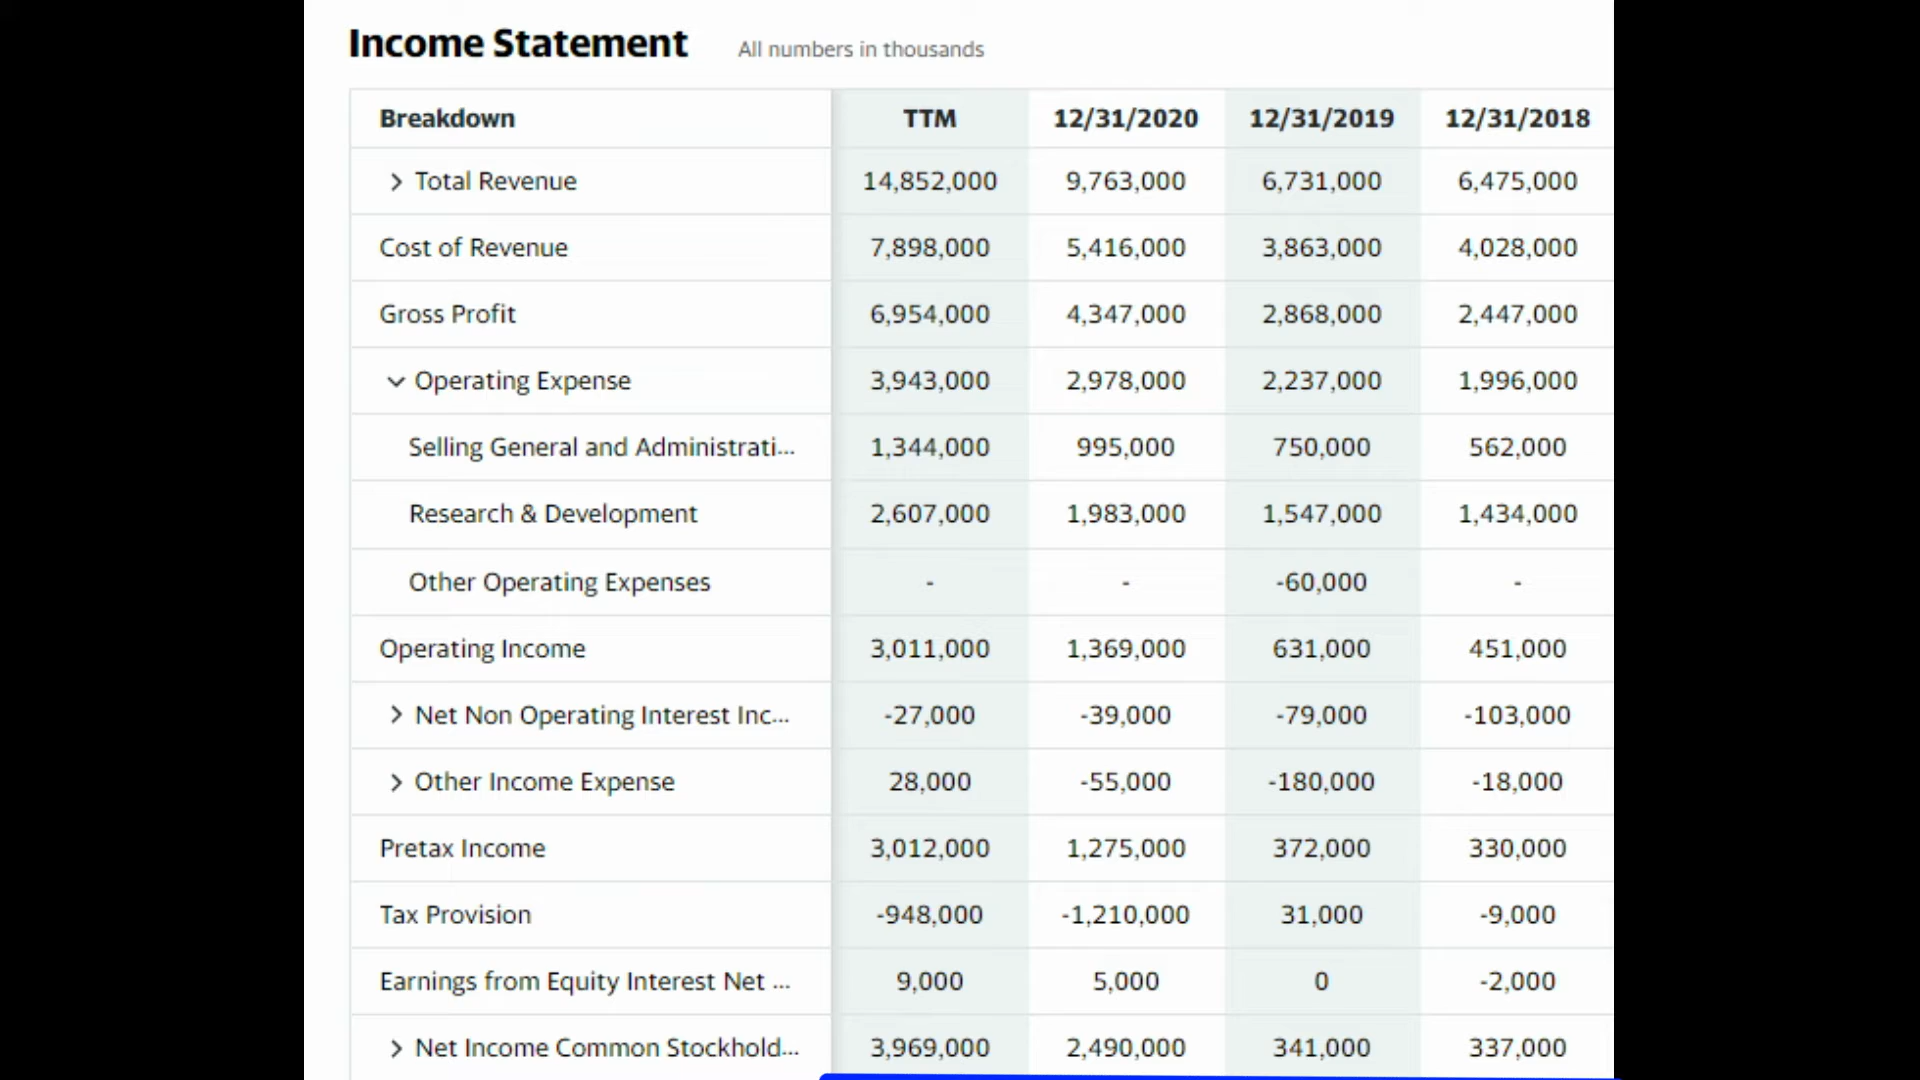 Income Statement All numbers in thousands
Breakdown TTM 12/31/2020 12/31/2019 12/31/2018
Total Revenue 14,852,000 9,763,000 6,731,000 6,475,000
Cost of Revenue 7,898,000 5,416,000 3,863,000 4,028,000
Gross Profit 6,954,000 4,347,000 2,868,000 2,447,000
Operating Expense 3,943,000 2,978,000 2,237,000 1,996,000
Selling General and Administrati... 1,344,000 995,000 750,000 562,000
Research & Development 2,607,000 1,983,000 1,547,000 1,434,000
Other Operating Expenses - - -60,000 -
Operating Income 3,011,000 1,369,000 631,000 451,000
Net Non Operating Interest Inc... -27,000 -39,000 -79,000 -103,000
Other Income Expense 28,000 -55,000 -180,000 -18,000
Pretax Income 3,012,000 1,275,000 372,000 330,000
Tax Provision -948,000 -1,210,000 31,000 -9,000
Earnings from Equity Interest Net ... 9,000 5,000 0 -2,000
Net Income Common Stockhold... 3,969,000 2,490,000 341,000 337,000